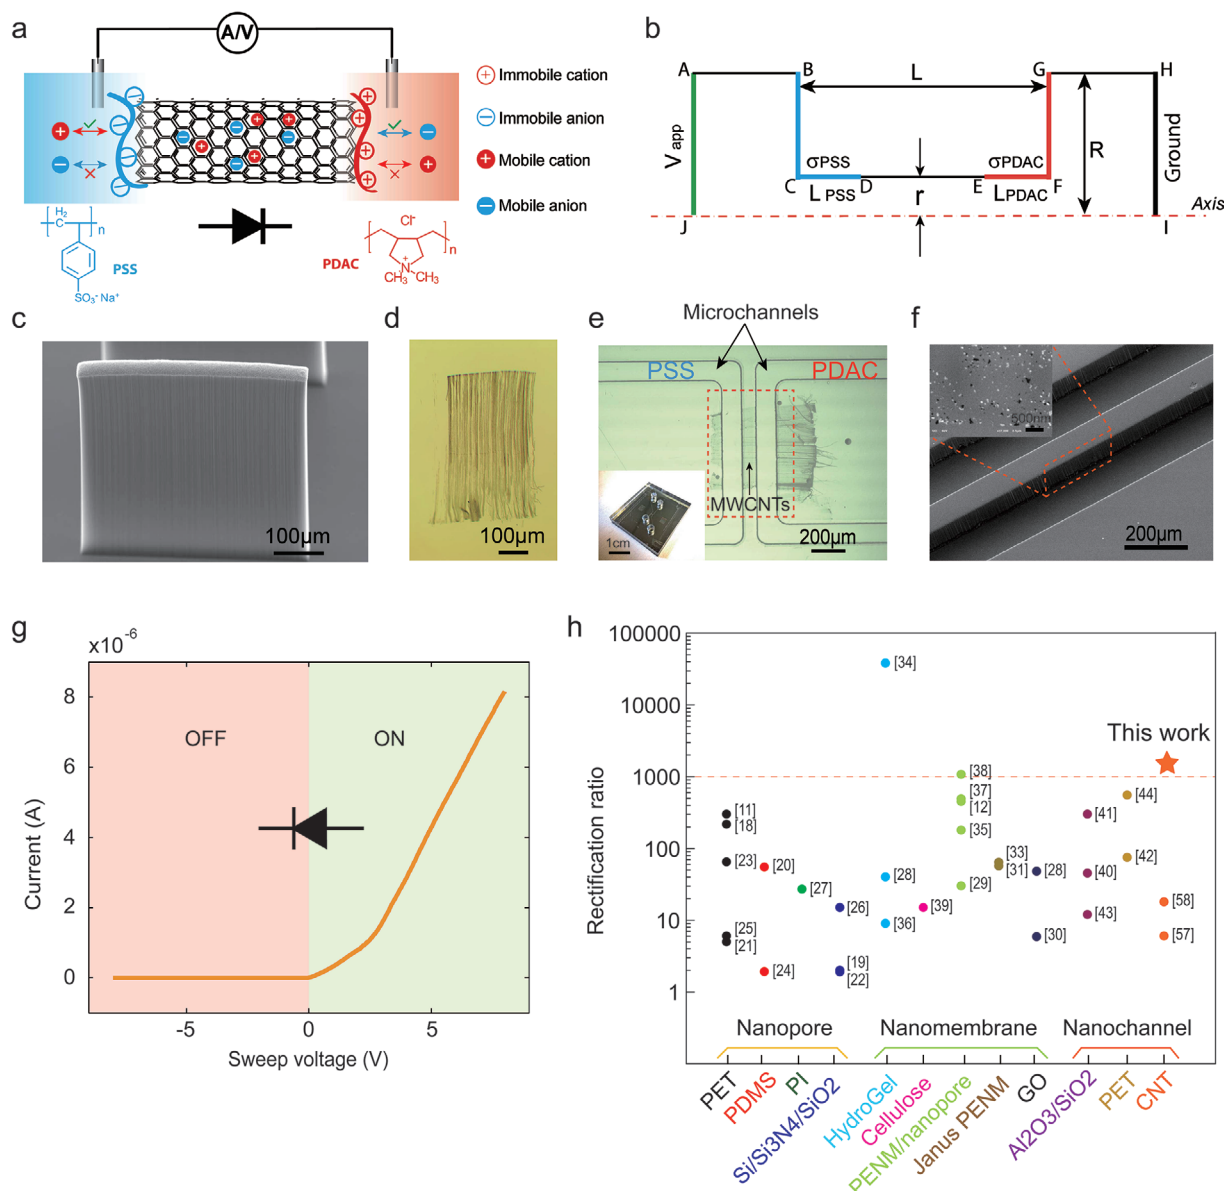 a
A/V
Immobile cation
Immobile anion
Mobile cation
Mobile anion
H2
C
n
PSS
SO3- Na+
PDAC
Cl-
n
N+
CH3 CH3
b
A B L G H
Vapp
σPSS σPDAC
R
Ground
C L PSS D r E LPDAC F
Axis
J I
c
100μm
d
100μm
e
Microchannels
PSS PDAC
MWCNTs
1cm
200μm
f
500nm
200μm
g
x10-6
8
6
4
2
0
Current (A)
OFF ON
-5 0 5
Sweep voltage (V)
h
100000
10000
1000
100
10
1
Rectification ratio
[34]
This work
[38]
[37]
[12]
[35]
[29]
[44]
[42]
[11]
[18]
[23]
[25]
[21]
[20]
[24]
[27]
[26]
[19]
[22]
[28]
[36]
[39]
[33]
[31]
[28]
[30]
[41]
[40]
[43]
[58]
[57]
Nanopore Nanomembrane Nanochannel
PET
PDMS
PI
Si/Si3N4/SiO2
HydroGel
Cellulose
PENM/nanopore
Janus PENM
GO
Al2O3/SiO2
PET
CNT